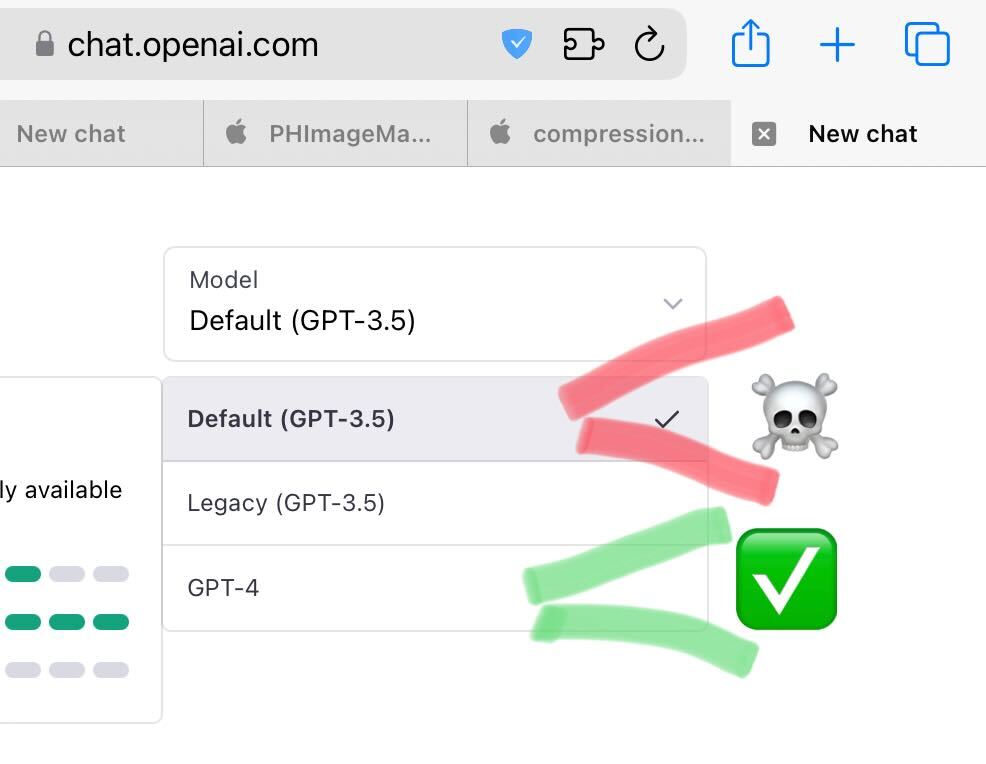 chat.openai.com
New chat
PHImageMa...
compression...
New chat
Model
Default (GPT-3.5)
Default (GPT-3.5)
ly available
Legacy (GPT-3.5)
GPT-4